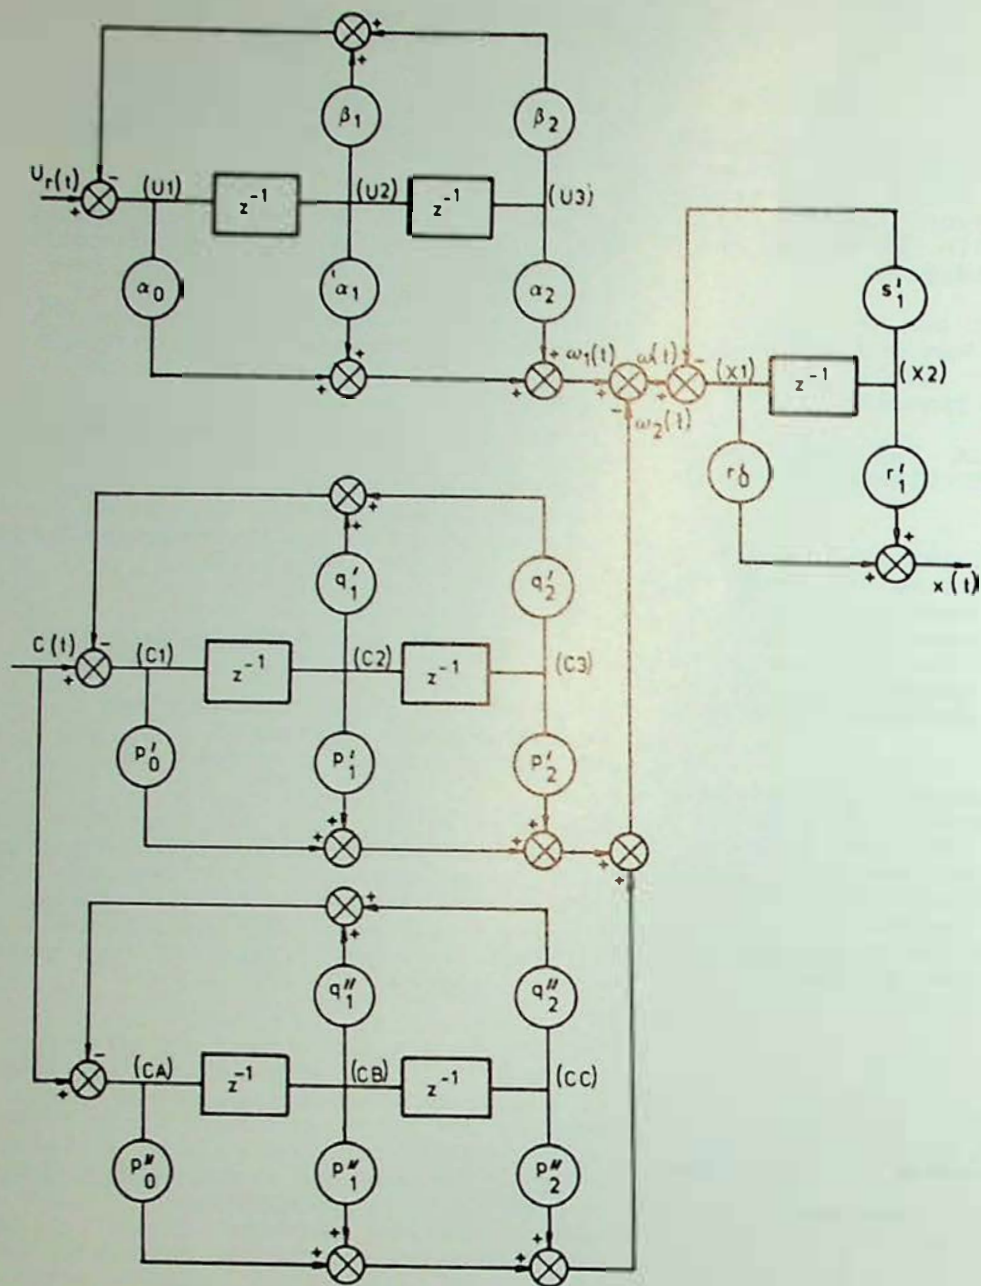 + +
β₁ β₂
+
Uᵣ(t) - (U1) z⁻¹ (U2) z⁻¹ (U3)
+
α₀ 'α₁ α₂
+ + ω₁(t) ω(t) - (X1) z⁻¹ (X2)
+ + + +
- ω₂(t)
s'₁
r'₀ r'₁
+
+ x(t)
+ +
q'₁ q'₂
C(t) - (C1) z⁻¹ (C2) z⁻¹ (C3)
+
p'₀ p'₁ p'₂
+ +
+ + +
+
+ +
q''₁ q''₂
- (CA) z⁻¹ (CB) z⁻¹ (CC)
+
p''₀ p''₁ p''₂
+ +
+ +